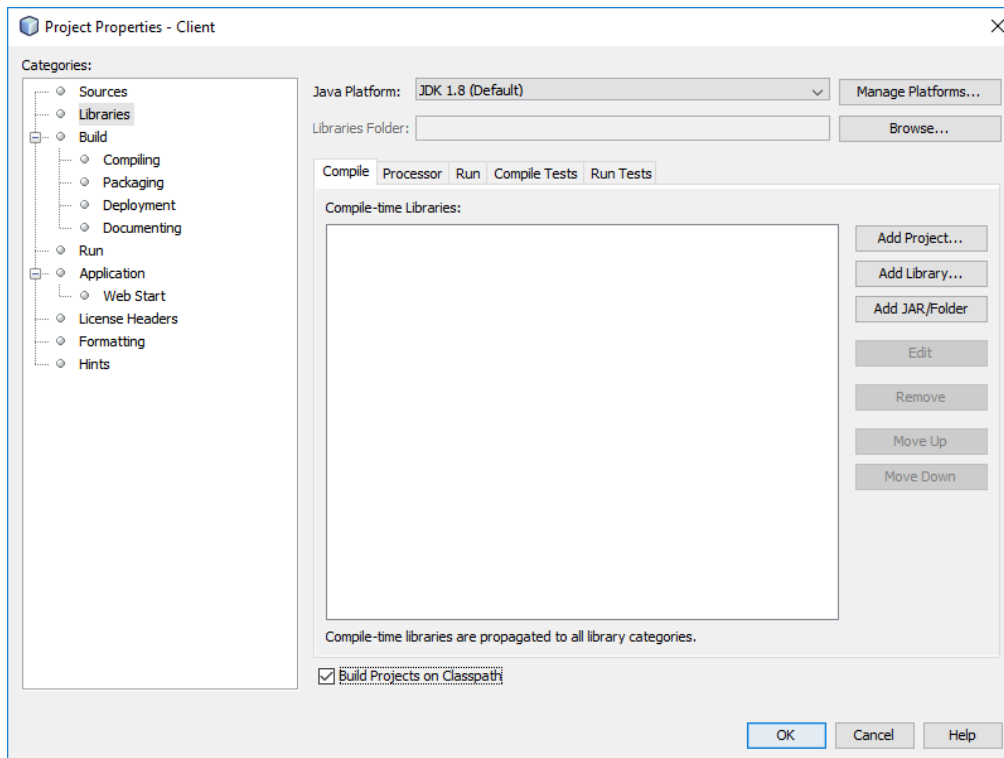 Project Properties - Client
Categories:
Sources
Libraries
Build
Compiling
Packaging
Deployment
Documenting
Run
Application
Web Start
License Headers
Formatting
Hints
Java Platform: JDK 1.8 (Default) Manage Platforms...
Libraries Folder: Browse...
Compile Processor Run Compile Tests Run Tests
Compile-time Libraries:
Add Project...
Add Library...
Add JAR/Folder
Edit
Remove
Move Up
Move Down
Compile-time libraries are propagated to all library categories.
Build Projects on Classpath
OK Cancel Help